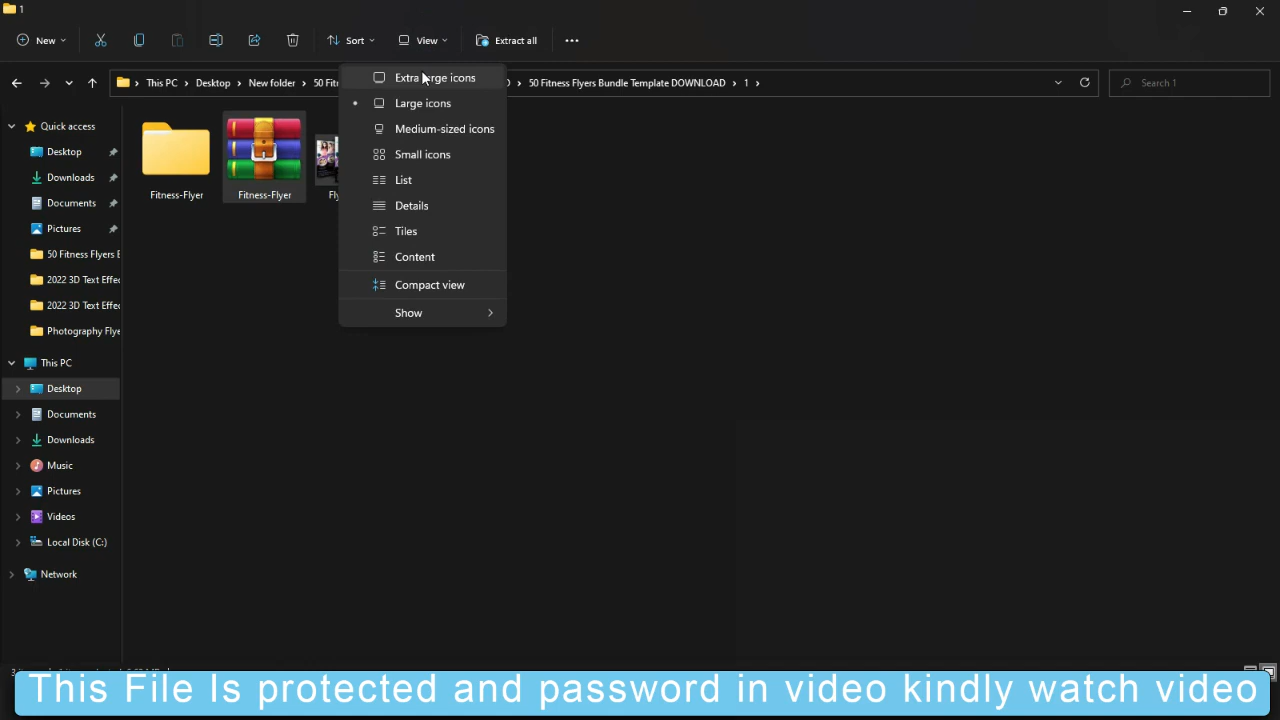 1
New
Sort
View
Extract all
This PC
Desktop
New folder
50 Fitness Flyers Bundle Template DOWNLOAD
1
Search 1
Extra large icons
Large icons
Medium-sized icons
Small icons
List
Details
Tiles
Content
Compact view
Show
Fitness-Flyer
Fitness-Flyer
Quick access
Desktop
Downloads
Documents
Pictures
50 Fitness Flyers
2022 3D Text Effe
2022 3D Text Effe
Photography Flye
This PC
Desktop
Documents
Downloads
Music
Pictures
Videos
Local Disk (C:)
Network
This File Is protected and password in video kindly watch video